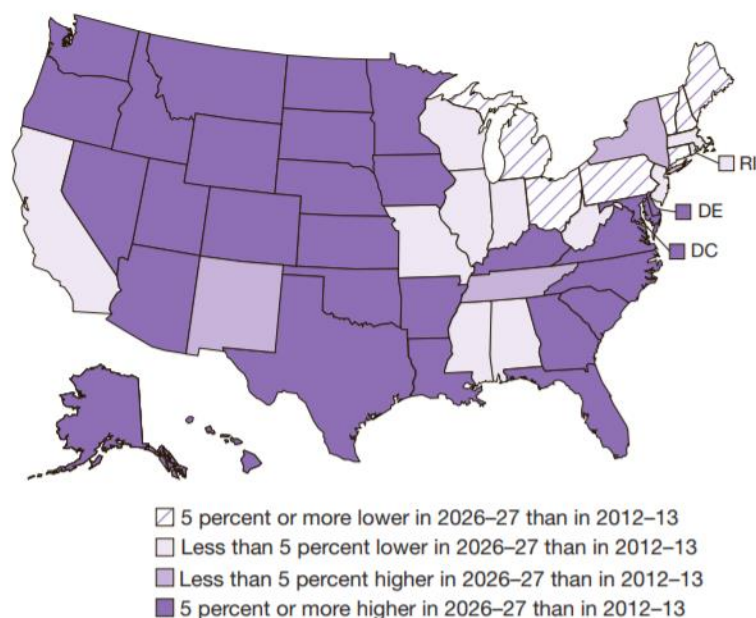 RI
DE
DC
5 percent or more lower in 2026–27 than in 2012–13
Less than 5 percent lower in 2026–27 than in 2012–13
Less than 5 percent higher in 2026–27 than in 2012–13
5 percent or more higher in 2026–27 than in 2012–13